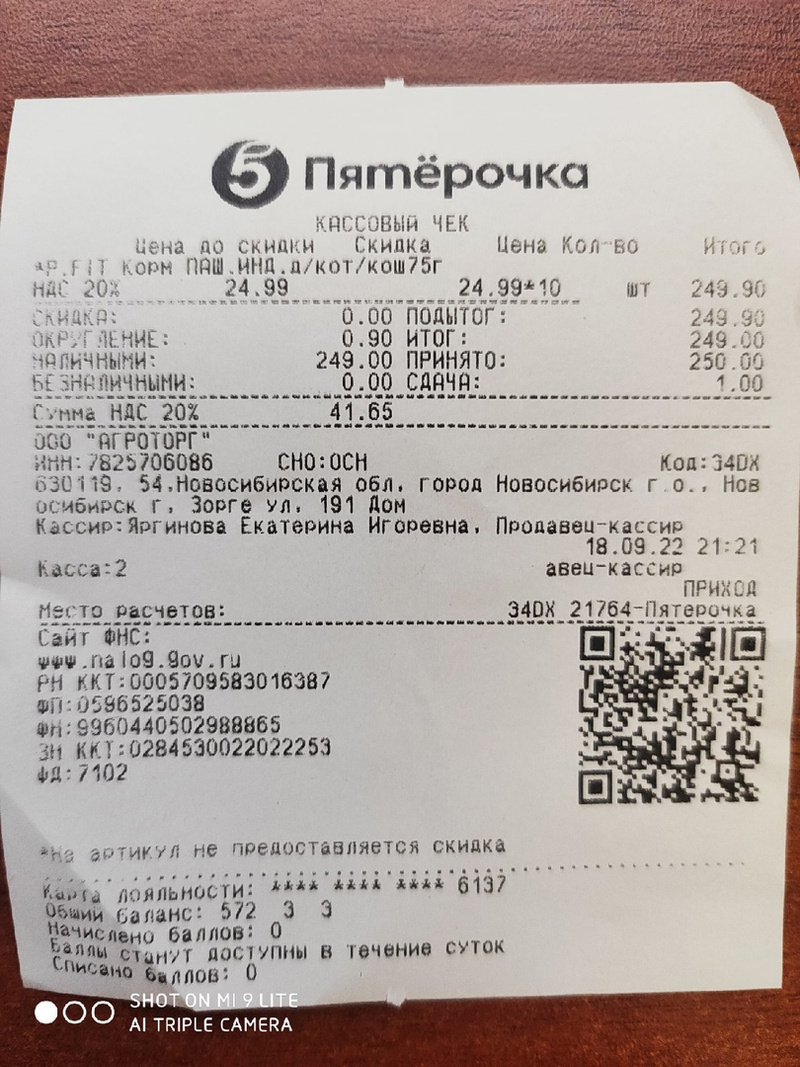 5 Пятёрочка
КАССОВЫЙ ЧЕК
Цена до скидки Скидка Цена Кол-во Итого
*P.FIT Корм ПАШ.ИНД.д/кот/кош75г
НДС 20% 24.99 24.99*10 шт 249.90
СКИДКА: 0.00 ПОДЫТОГ: 249.90
ОКРУГЛЕНИЕ: 0.90 ИТОГ: 249.00
НАЛИЧНЫМИ: 249.00 ПРИНЯТО: 250.00
БЕЗНАЛИЧНЫМИ: 0.00 СДАЧА: 1.00
Сумма НДС 20% 41.65
ООО "АГРОТОРГ"
ИНН:7825706086 СНО:ОСН Код:34DX
630119, 54,Новосибирская обл, город Новосибирск г.о., Нов
осибирск г, Зорге ул, 191 Дом
Кассир:Яргинова Екатерина Игоревна, Продавец-кассир
18.09.22 21:21
Касса:2 авец-кассир
ПРИХОД
Место расчетов: 34DX 21764-Пятерочка
Сайт ФНС:
www.nalog.gov.ru
РН ККТ:0005709583016387
ФП:0596525038
ФН:9960440502988865
ЗН ККТ:0284530022022253
ФД:7102
*На артикул не предоставляется скидка
Карта лояльности: **** **** **** 6137
Общий баланс: 572 3 3
Начислено баллов: 0
Баллы станут доступны в течение суток
Списано баллов: 0
SHOT ON MI 9 LITE
AI TRIPLE CAMERA